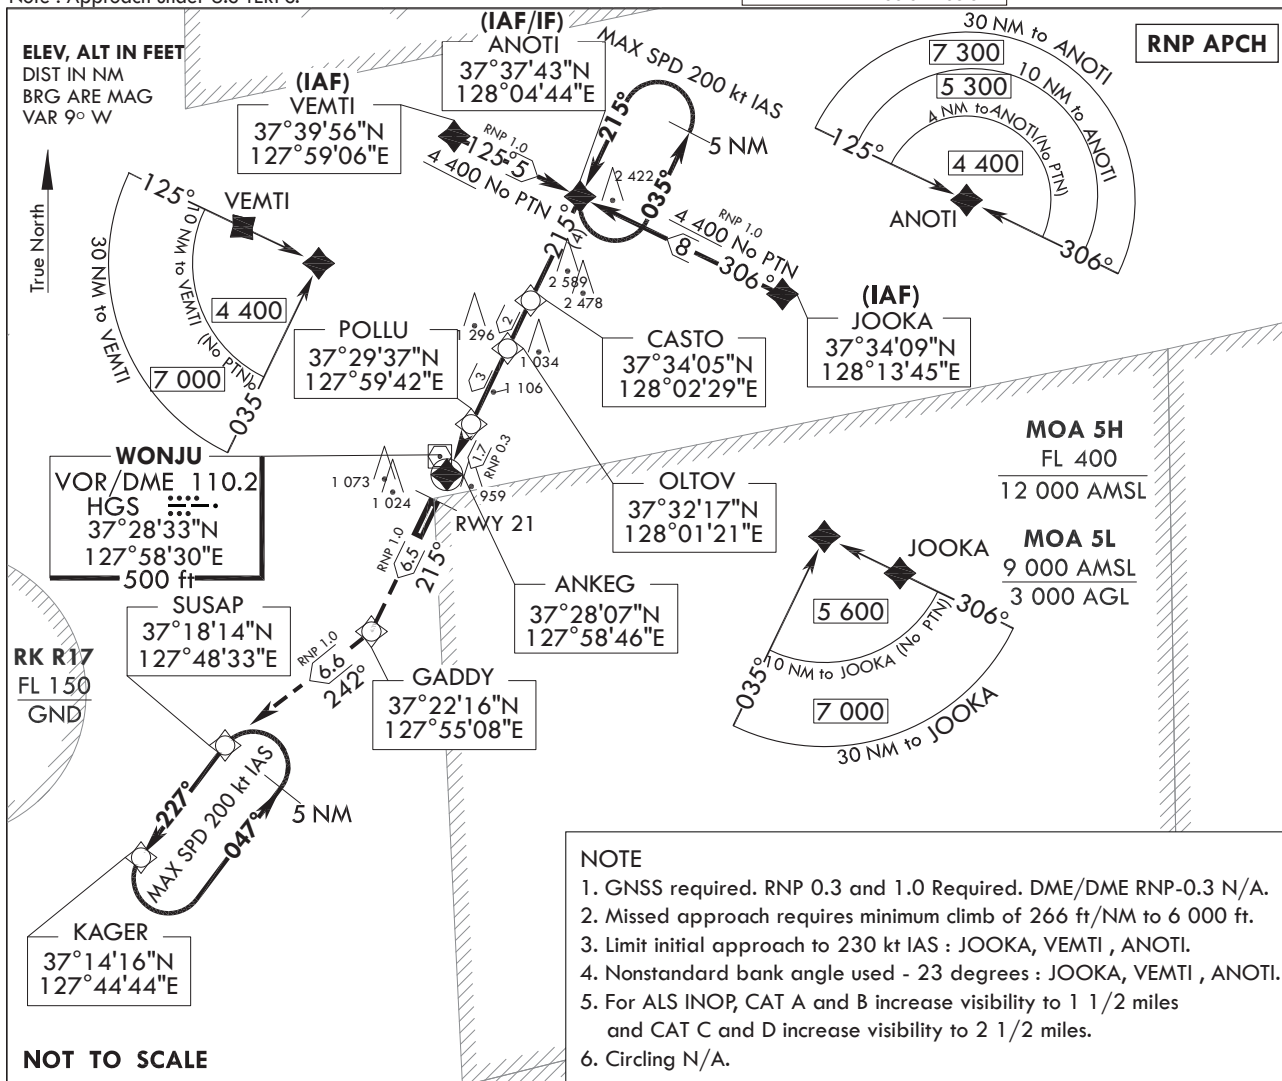 RNP APCH
ELEV, ALT IN FEET
DIST IN NM
BRG ARE MAG
VAR 9° W
True North
(IAF/IF)
ANOTI
37°37'43"N
128°04'44"E
(IAF)
VEMTI
37°39'56"N
127°59'06"E
MAX SPD 200 kt IAS
215°
035°
5 NM
RNP 1.0
125°
5
4 400 No PTN
2 422
RNP 1.0
4 400 No PTN
8
306°
(IAF)
JOOKA
37°34'09"N
128°13'45"E
30 NM to ANOTI
7 300
10 NM to ANOTI
5 300
4 NM to ANOTI(No PTN)
4 400
125°
ANOTI
306°
125°
VEMTI
10 NM to VEMTI (No PTN)
30 NM to VEMTI
4 400
7 000
035°
215°
(4)
2 589
2 478
2
296
1 034
3
1 106
POLLU
37°29'37"N
127°59'42"E
CASTO
37°34'05"N
128°02'29"E
OLTOV
37°32'17"N
128°01'21"E
1.7
RNP 0.3
1 073
1 024
959
WONJU
VOR/DME 110.2
HGS
37°28'33"N
127°58'30"E
500 ft
RWY 21
RNP 1.0
6.5
215°
ANKEG
37°28'07"N
127°58'46"E
MOA 5H
FL 400
12 000 AMSL
MOA 5L
9 000 AMSL
3 000 AGL
JOOKA
306°
5 600
10 NM to JOOKA (No PTN)
035°
7 000
30 NM to JOOKA
SUSAP
37°18'14"N
127°48'33"E
RK R17
FL 150
GND
RNP 1.0
6.6
242°
GADDY
37°22'16"N
127°55'08"E
227°
MAX SPD 200 kt IAS
047°
5 NM
KAGER
37°14'16"N
127°44'44"E
NOT TO SCALE
NOTE
1. GNSS required. RNP 0.3 and 1.0 Required. DME/DME RNP-0.3 N/A.
2. Missed approach requires minimum climb of 266 ft/NM to 6 000 ft.
3. Limit initial approach to 230 kt IAS : JOOKA, VEMTI , ANOTI.
4. Nonstandard bank angle used - 23 degrees : JOOKA, VEMTI , ANOTI.
5. For ALS INOP, CAT A and B increase visibility to 1 1/2 miles
and CAT C and D increase visibility to 2 1/2 miles.
6. Circling N/A.